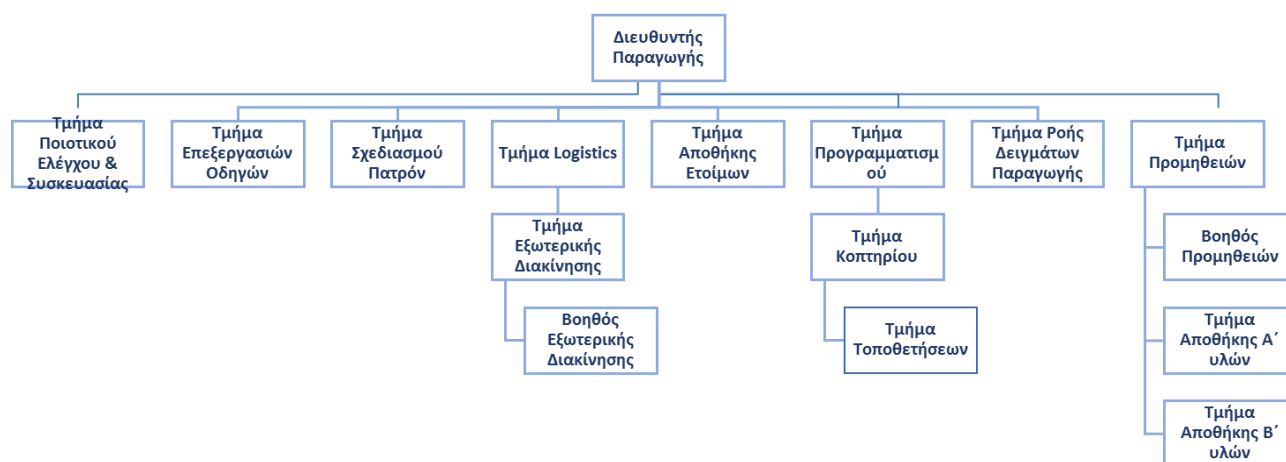 Διευθυντής
Παραγωγής
Τμήμα
Ποιοτικού
Ελέγχου &
Συσκευασίας
Τμήμα
Επεξεργασιών
Οδηγών
Τμήμα
Σχεδιασμού
Πατρόν
Τμήμα Logistics
Τμήμα
Αποθήκης
Ετοίμων
Τμήμα
Προγραμματισμ
ού
Τμήμα Ροής
Δειγμάτων
Παραγωγής
Τμήμα
Προμηθειών
Τμήμα
Εξωτερικής
Διακίνησης
Τμήμα
Κοπτηρίου
Βοηθός
Προμηθειών
Βοηθός
Εξωτερικής
Διακίνησης
Τμήμα
Τοποθετήσεων
Τμήμα
Αποθήκης Α΄
υλών
Τμήμα
Αποθήκης Β΄
υλών